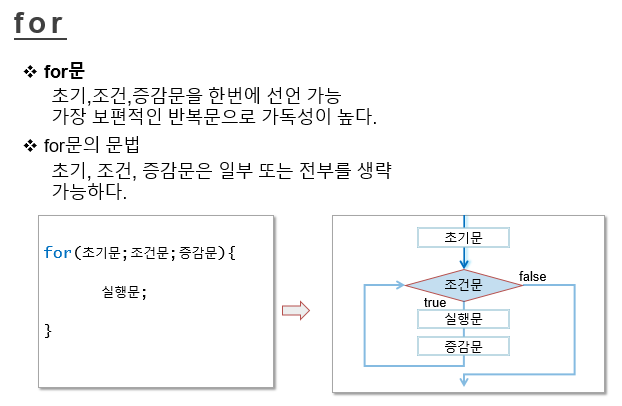 for
❖ for문
초기,조건,증감문을 한번에 선언 가능
가장 보편적인 반복문으로 가독성이 높다.
❖ for문의 문법
초기, 조건, 증감문은 일부 또는 전부를 생략
가능하다.
for(초기문;조건문;증감문){
실행문;
}
초기문
조건문
false
true
실행문
증감문